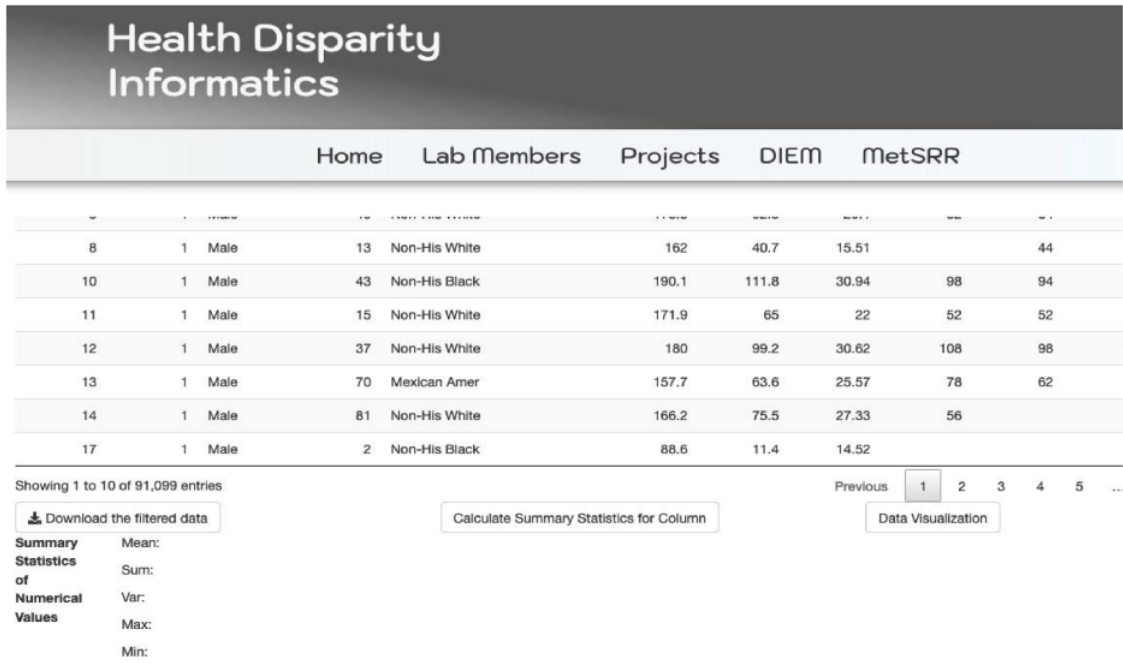 Health Disparity
Informatics
Home Lab Members Projects DIEM MetSRR
8 1 Male 13 Non-His White 162 40.7 15.51 44
10 1 Male 43 Non-His Black 190.1 111.8 30.94 98 94
11 1 Male 15 Non-His White 171.9 65 22 52 52
12 1 Male 37 Non-His White 180 99.2 30.62 108 98
13 1 Male 70 Mexican Amer 157.7 63.6 25.57 78 62
14 1 Male 81 Non-His White 166.2 75.5 27.33 56
17 1 Male 2 Non-His Black 88.6 11.4 14.52
Showing 1 to 10 of 91,099 entries Previous 1 2 3 4 5 ...
Download the filtered data Calculate Summary Statistics for Column Data Visualization
Summary Statistics of Numerical Values
Mean:
Sum:
Var:
Max:
Min: